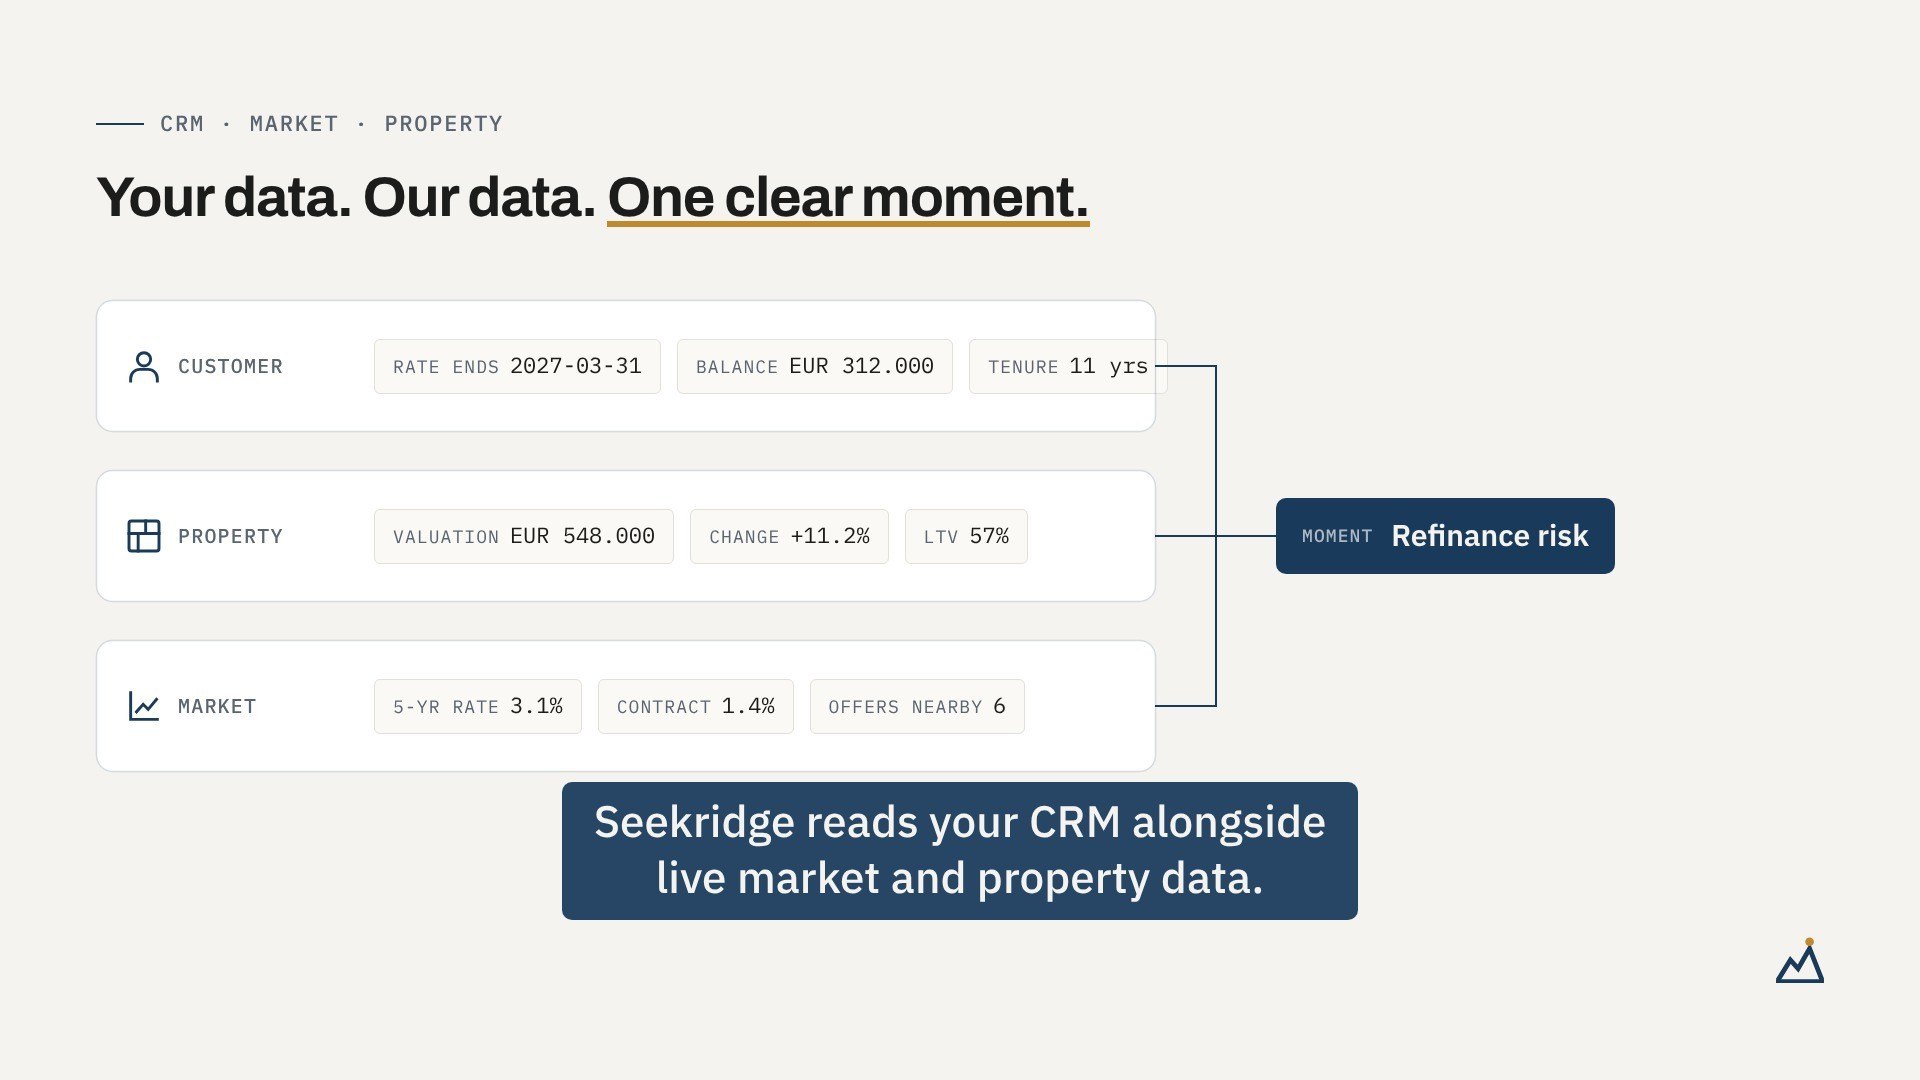 CRM · MARKET · PROPERTY
Your data. Our data. One clear moment.
CUSTOMER RATE ENDS 2027-03-31 BALANCE EUR 312.000 TENURE 11 yrs
PROPERTY VALUATION EUR 548.000 CHANGE +11.2% LTV 57%
MOMENT Refinance risk
MARKET 5-YR RATE 3.1% CONTRACT 1.4% OFFERS NEARBY 6
Seekridge reads your CRM alongside
live market and property data.